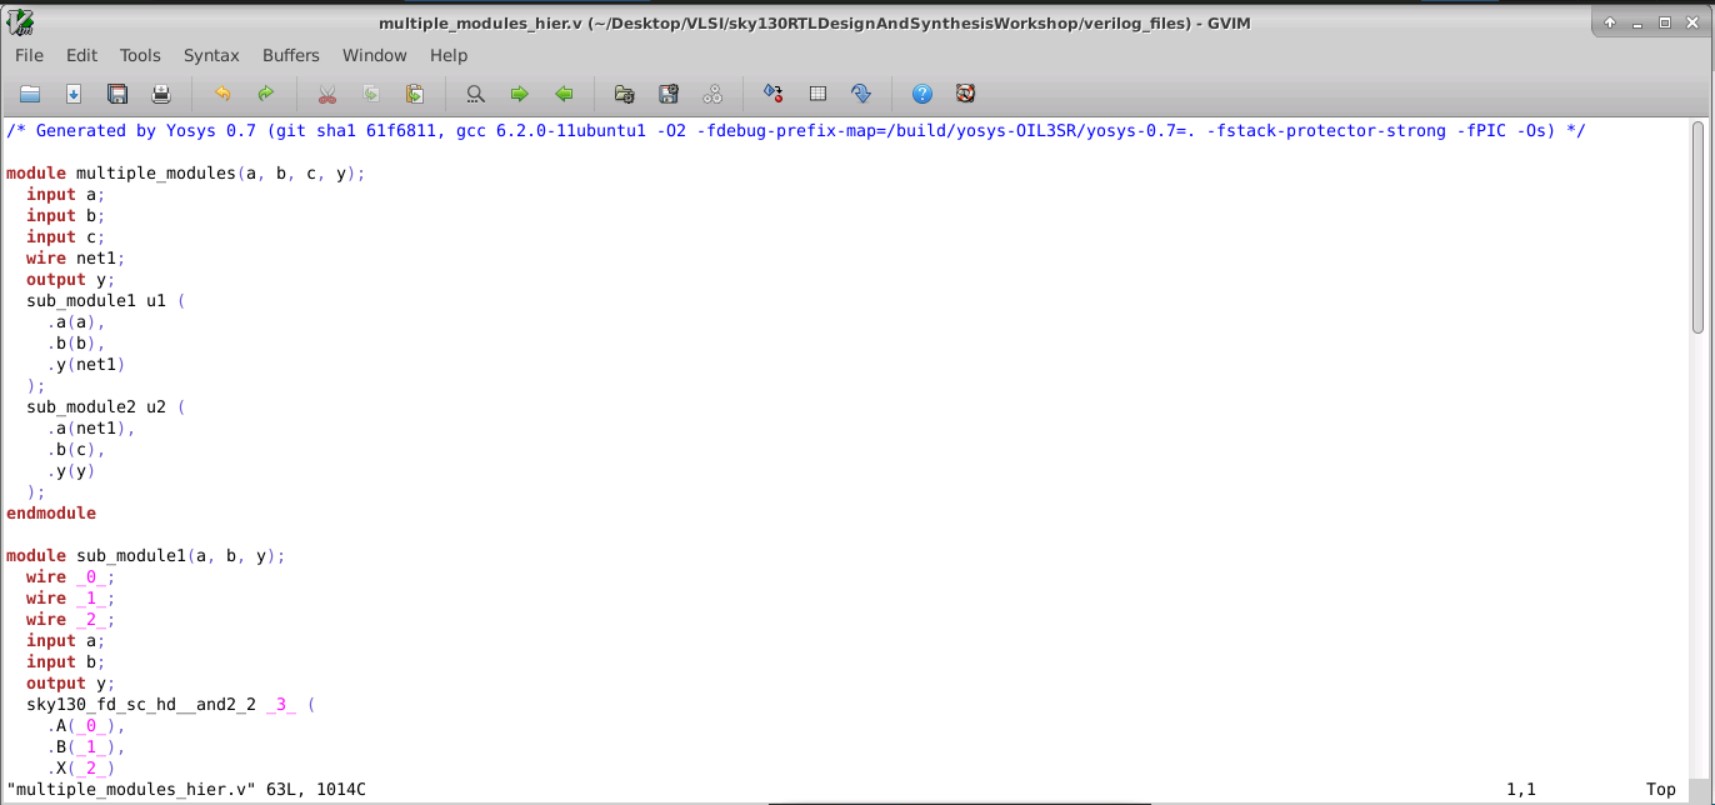 multiple_modules_hier.v (~/Desktop/VLSI/sky130RTLDesignAndSynthesisWorkshop/verilog_files) - GVIM
File Edit Tools Syntax Buffers Window Help
/* Generated by Yosys 0.7 (git sha1 61f6811, gcc 6.2.0-11ubuntu1 -O2 -fdebug-prefix-map=/build/yosys-OIL3SR/yosys-0.7=. -fstack-protector-strong -fPIC -Os) */
module multiple_modules(a, b, c, y);
  input a;
  input b;
  input c;
  wire net1;
  output y;
  sub_module1 u1 (
    .a(a),
    .b(b),
    .y(net1)
  );
  sub_module2 u2 (
    .a(net1),
    .b(c),
    .y(y)
  );
endmodule
module sub_module1(a, b, y);
  wire _0_;
  wire _1_;
  wire _2_;
  input a;
  input b;
  output y;
  sky130_fd_sc_hd__and2_2 _3_ (
    .A(_0_),
    .B(_1_),
    .X(_2_)
"multiple_modules_hier.v" 63L, 1014C 1,1 Top